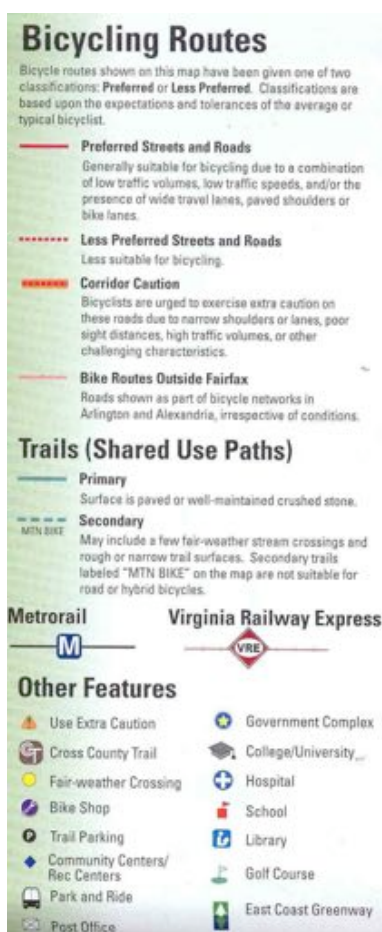 Bicycling Routes
Bicycle routes shown on this map have been given one of two
classifications: Preferred or Less Preferred. Classifications are
based upon the expectations and tolerances of the average or
typical bicyclist.
Preferred Streets and Roads
Generally suitable for bicycling due to a combination
of low traffic volumes, low traffic speeds, and/or the
presence of wide travel lanes, paved shoulders or
bike lanes.
Less Preferred Streets and Roads
Less suitable for bicycling.
Corridor Caution
Bicyclists are urged to exercise extra caution on
these roads due to narrow shoulders or lanes, poor
sight distances, high traffic volumes, or other
challenging characteristics.
Bike Routes Outside Fairfax
Roads shown as part of bicycle networks in
Arlington and Alexandria, irrespective of conditions.
Trails (Shared Use Paths)
Primary
Surface is paved or well-maintained crushed stone.
MTN BIKE
Secondary
May include a few fair-weather stream crossings and
rough or narrow trail surfaces. Secondary trails
labeled "MTN BIKE" on the map are not suitable for
road or hybrid bicycles.
Metrorail
M
Virginia Railway Express
VRE
Other Features
Use Extra Caution
CCT Cross County Trail
Fair-weather Crossing
Bike Shop
P Trail Parking
Community Centers/
Rec Centers
Park and Ride
Post Office
Government Complex
College/University
Hospital
School
Library
Golf Course
East Coast Greenway